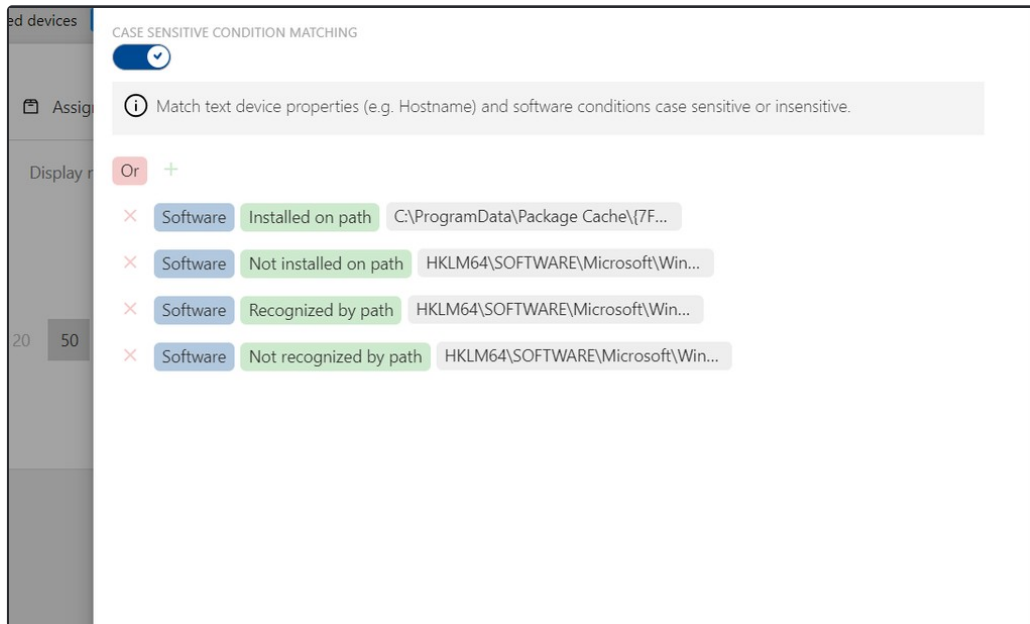 ed devices
CASE SENSITIVE CONDITION MATCHING
Assig
Match text device properties (e.g. Hostname) and software conditions case sensitive or insensitive.
Display r
Or +
Software Installed on path C:\ProgramData\Package Cache\{7F...
Software Not installed on path HKLM64\SOFTWARE\Microsoft\Win...
Software Recognized by path HKLM64\SOFTWARE\Microsoft\Win...
20 50
Software Not recognized by path HKLM64\SOFTWARE\Microsoft\Win...